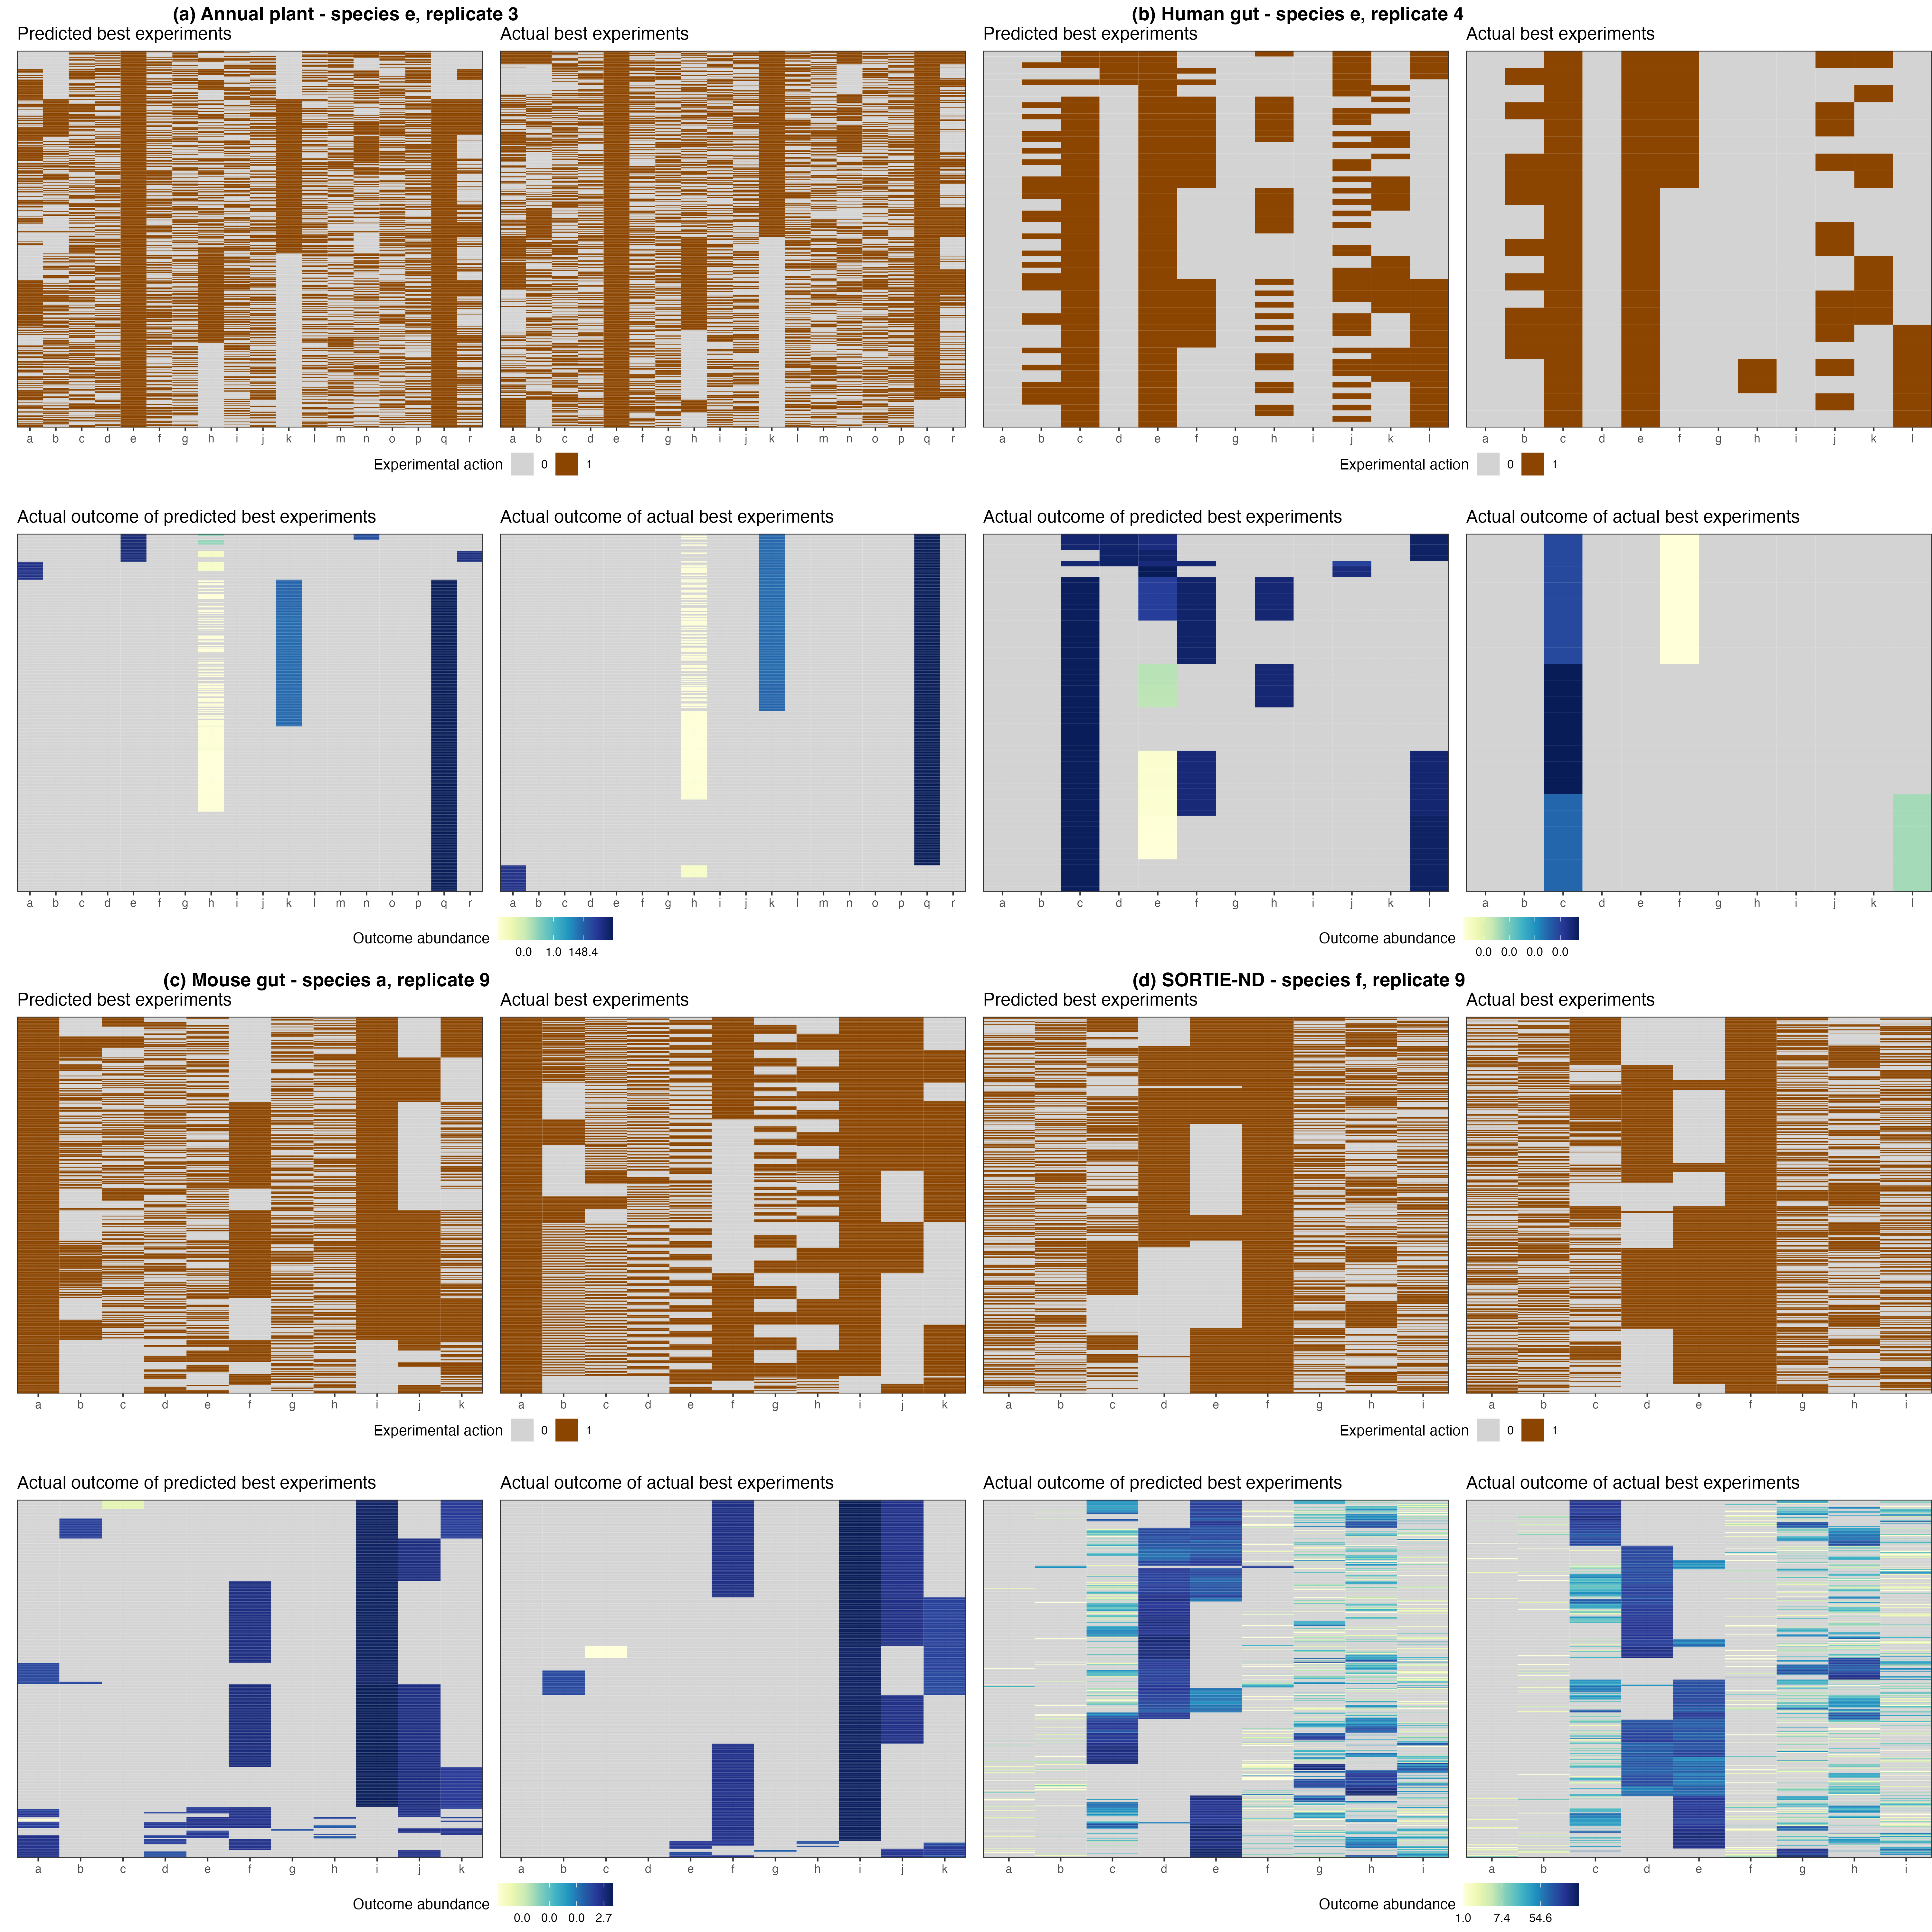 (a) Annual plant - species e, replicate 3
Predicted best experiments
Actual best experiments
a b c d e f g h i j k l m n o p q r
a b c d e f g h i j k l m n o p q r
Experimental action 0 1
Actual outcome of predicted best experiments
Actual outcome of actual best experiments
a b c d e f g h i j k l m n o p q r
a b c d e f g h i j k l m n o p q r
Outcome abundance
0.0 1.0 148.4
(b) Human gut - species e, replicate 4
Predicted best experiments
Actual best experiments
a b c d e f g h i j k l
a b c d e f g h i j k l
Experimental action 0 1
Actual outcome of predicted best experiments
Actual outcome of actual best experiments
a b c d e f g h i j k l
a b c d e f g h i j k l
Outcome abundance
0.0 0.0 0.0 0.0
(c) Mouse gut - species a, replicate 9
Predicted best experiments
Actual best experiments
a b c d e f g h i j k
a b c d e f g h i j k
Experimental action 0 1
Actual outcome of predicted best experiments
Actual outcome of actual best experiments
a b c d e f g h i j k
a b c d e f g h i j k
Outcome abundance
0.0 0.0 0.0 2.7
(d) SORTIE-ND - species f, replicate 9
Predicted best experiments
Actual best experiments
a b c d e f g h i
a b c d e f g h i
Experimental action 0 1
Actual outcome of predicted best experiments
Actual outcome of actual best experiments
a b c d e f g h i
a b c d e f g h i
Outcome abundance
1.0 7.4 54.6